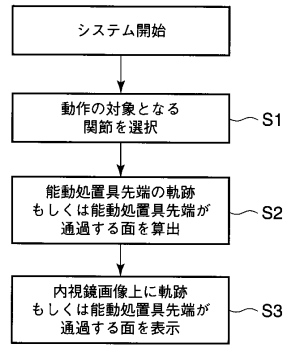 システム開始
動作の対象となる
関節を選択
S1
能動処置具先端の軌跡
もしくは能動処置具先端が
通過する面を算出
S2
内視鏡画像上に軌跡
もしくは能動処置具先端が
通過する面を表示
S3